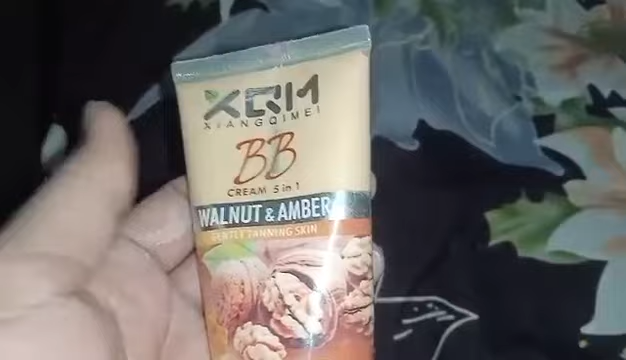 XQM
XIANGQIMEI
BB
CREAM 5 in 1
WALNUT & AMBER
GENTLY TANNING SKIN